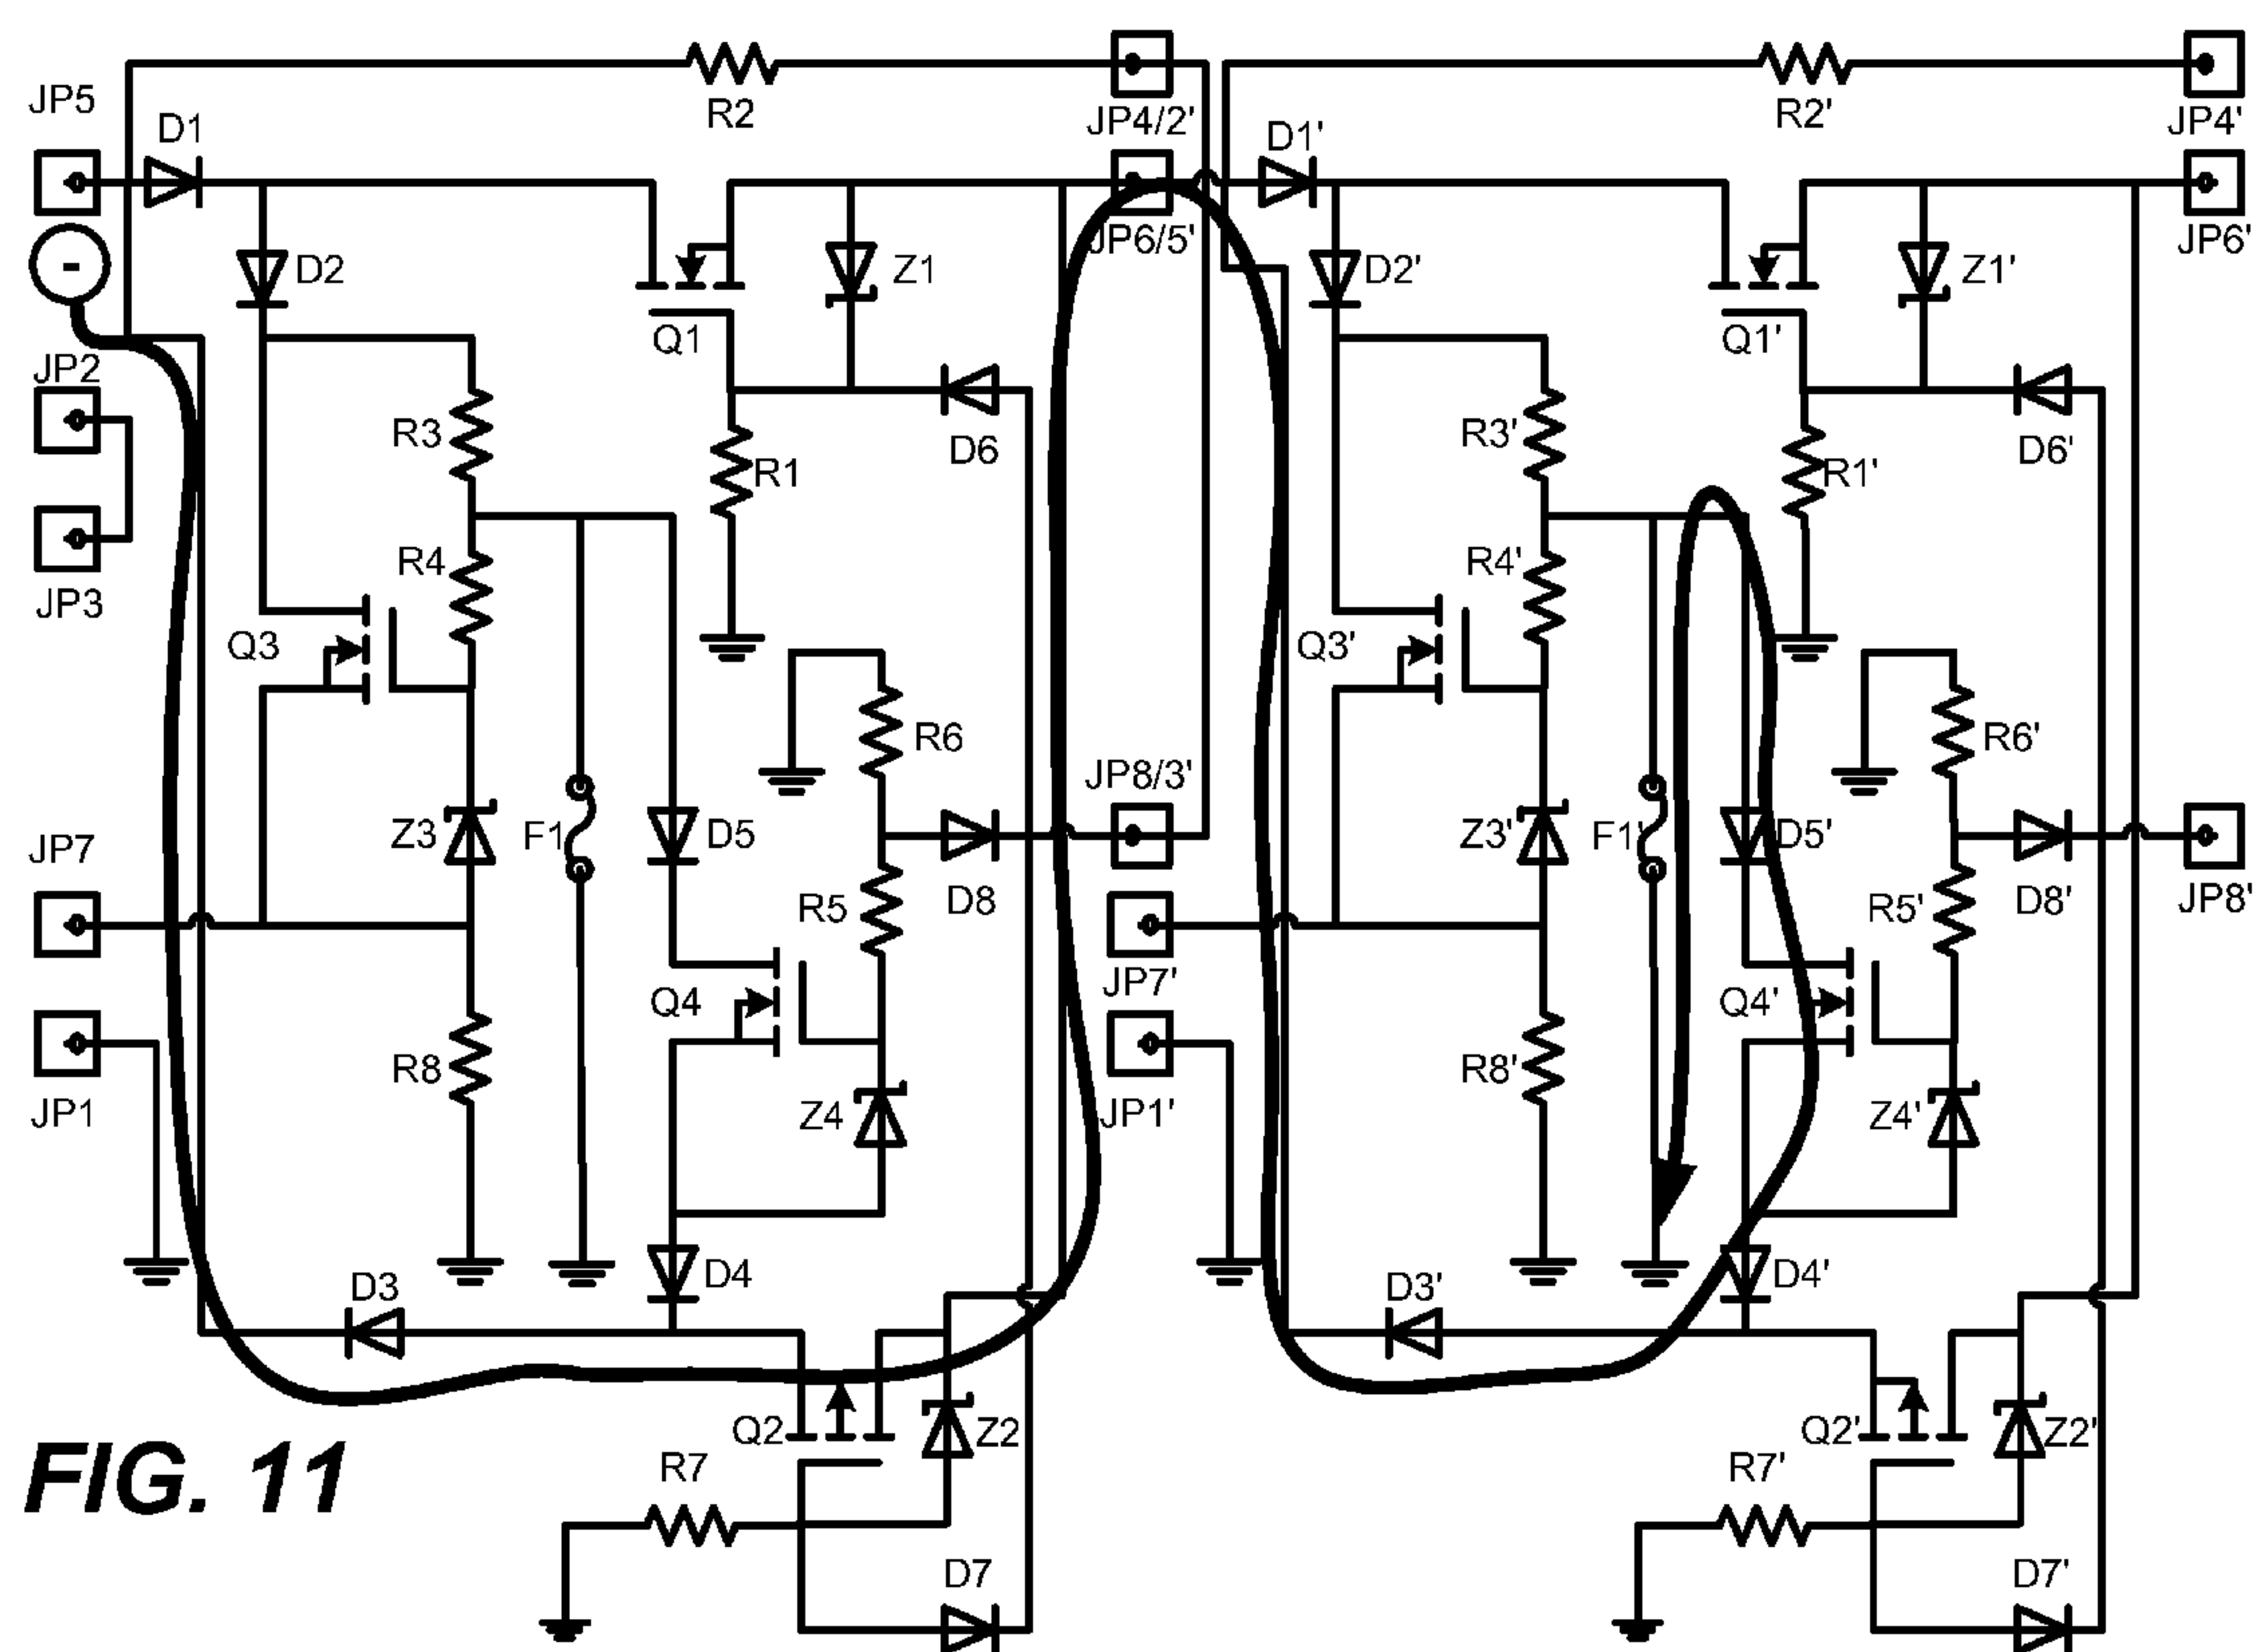 JP5
D1
R2
JP4/2'
D1'
R2'
JP4'
JP6/5'
JP6'
-
D2
Z1
Q1
D2'
Z1'
Q1'
JP2
R3
R1
D6
R3'
R1'
D6'
JP3
R4
Q3
R4'
Q3'
R6
R6'
JP7
Z3
F1
D5
JP8/3'
Z3'
F1'
D5'
R5
D8
R5'
D8'
JP8'
JP7'
Q4
Q4'
JP1
R8
Z4
JP1'
R8'
Z4'
D3
D4
D3'
D4'
FIG. 11
Q2
Z2
R7
Q2'
Z2'
R7'
D7
D7'